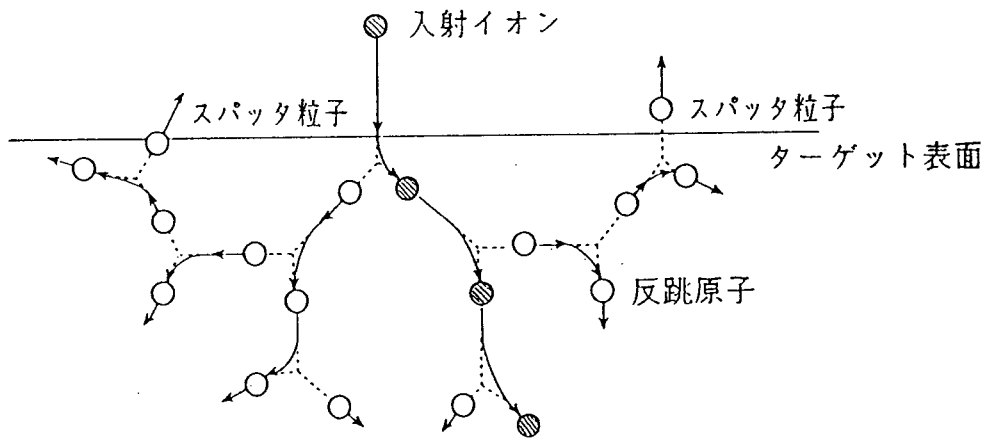 入射イオン
スパッタ粒子
スパッタ粒子
ターゲット表面
反跳原子